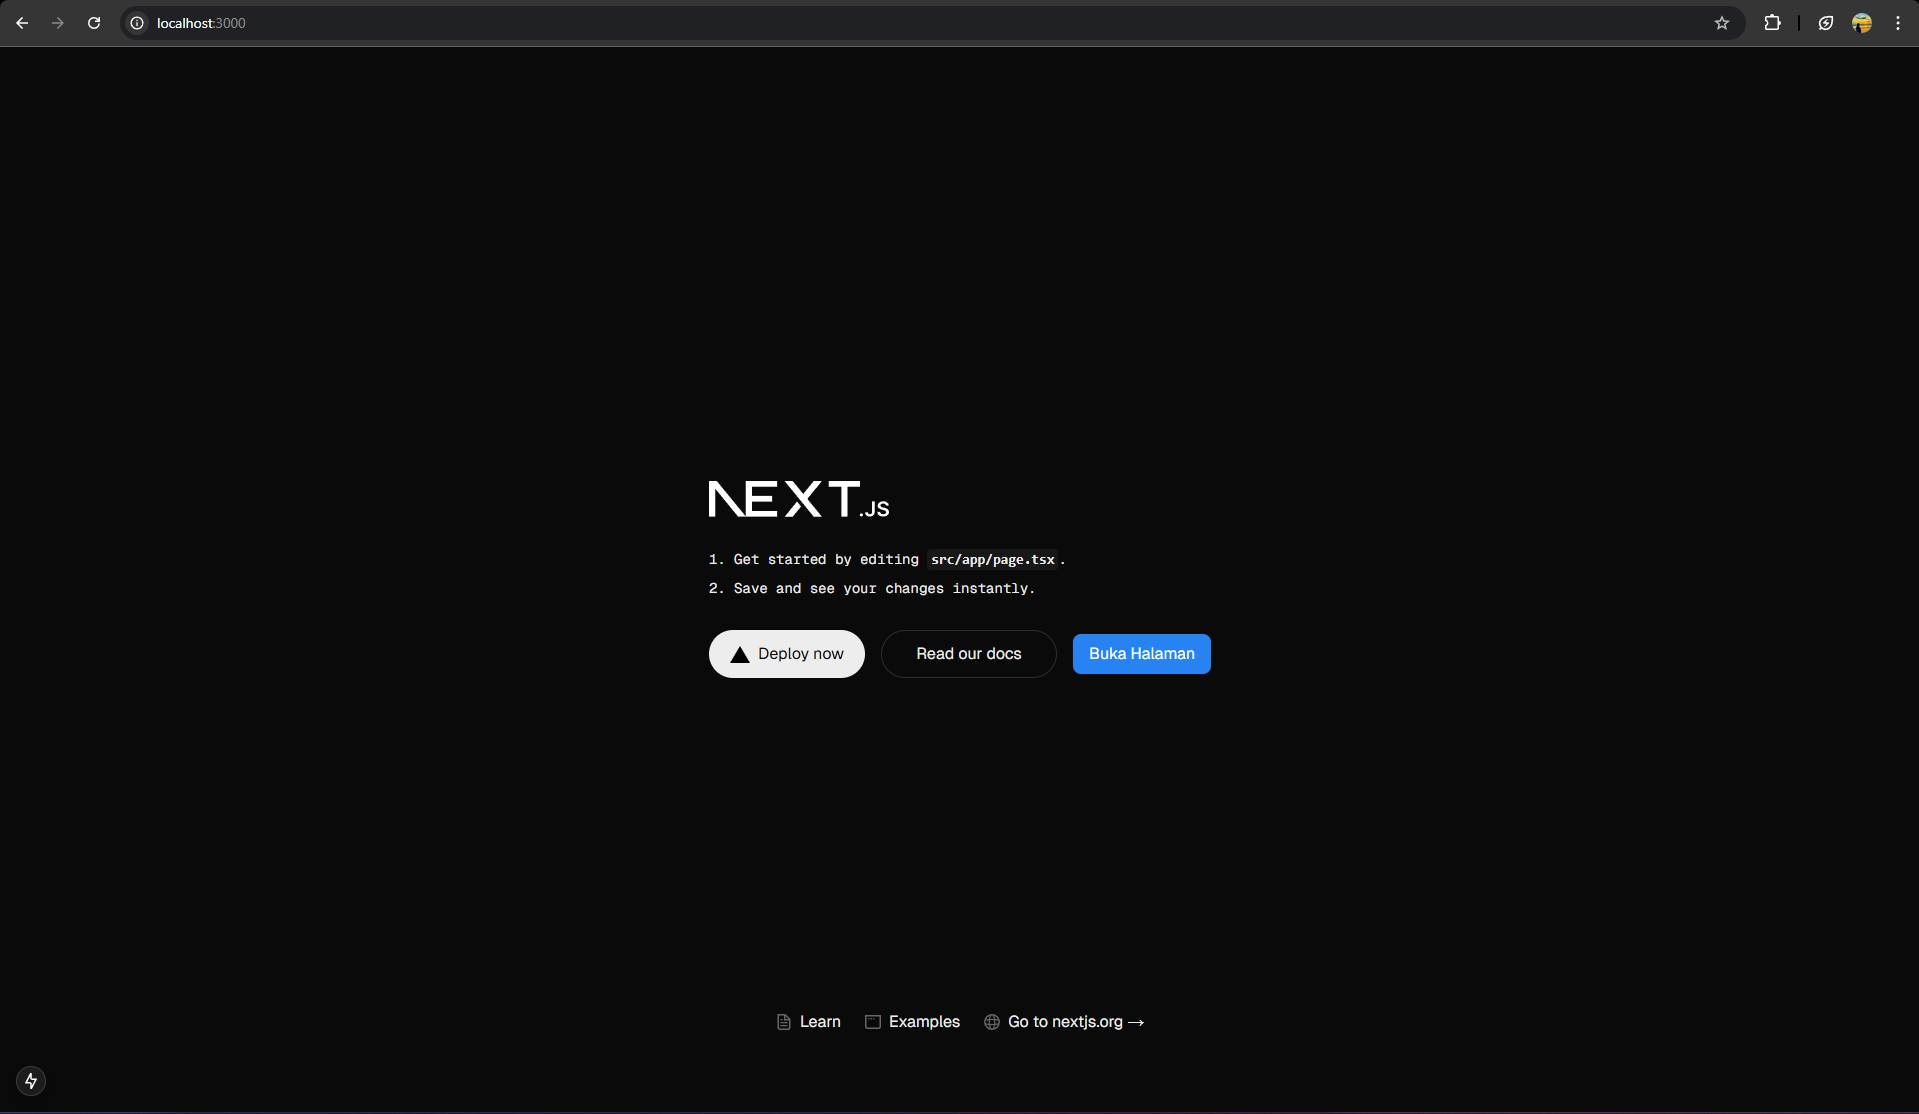 localhost:3000
NEXT.JS
1. Get started by editing src/app/page.tsx.
2. Save and see your changes instantly.
Deploy now
Read our docs
Buka Halaman
Learn
Examples
Go to nextjs.org →